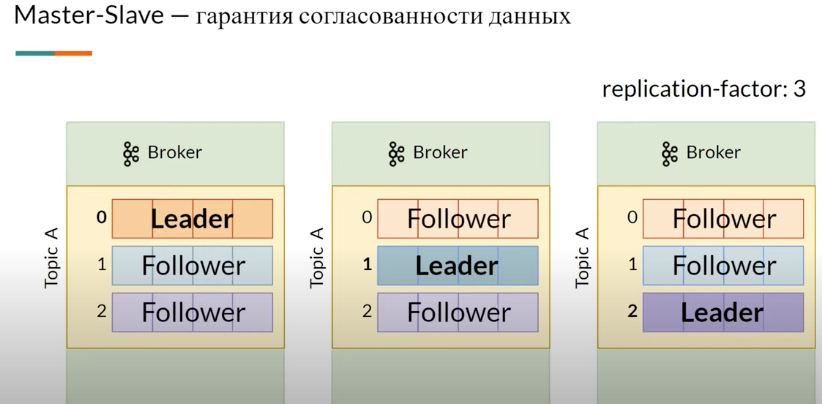 Master-Slave — гарантия согласованности данных
replication-factor: 3
Broker
Topic A
0 Leader
1 Follower
2 Follower
Broker
Topic A
0 Follower
1 Leader
2 Follower
Broker
Topic A
0 Follower
1 Follower
2 Leader